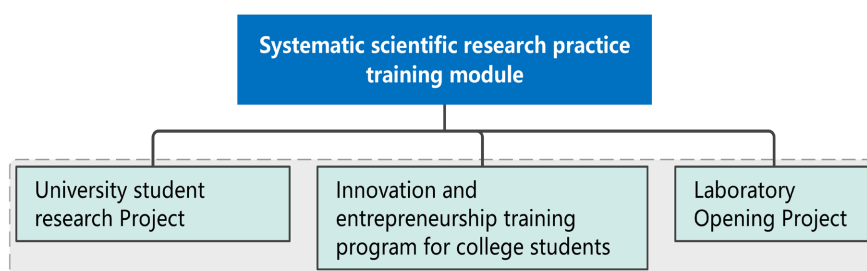 Systematic scientific research practice
training module
University student
research Project
Innovation and
entrepreneurship training
program for college students
Laboratory
Opening Project